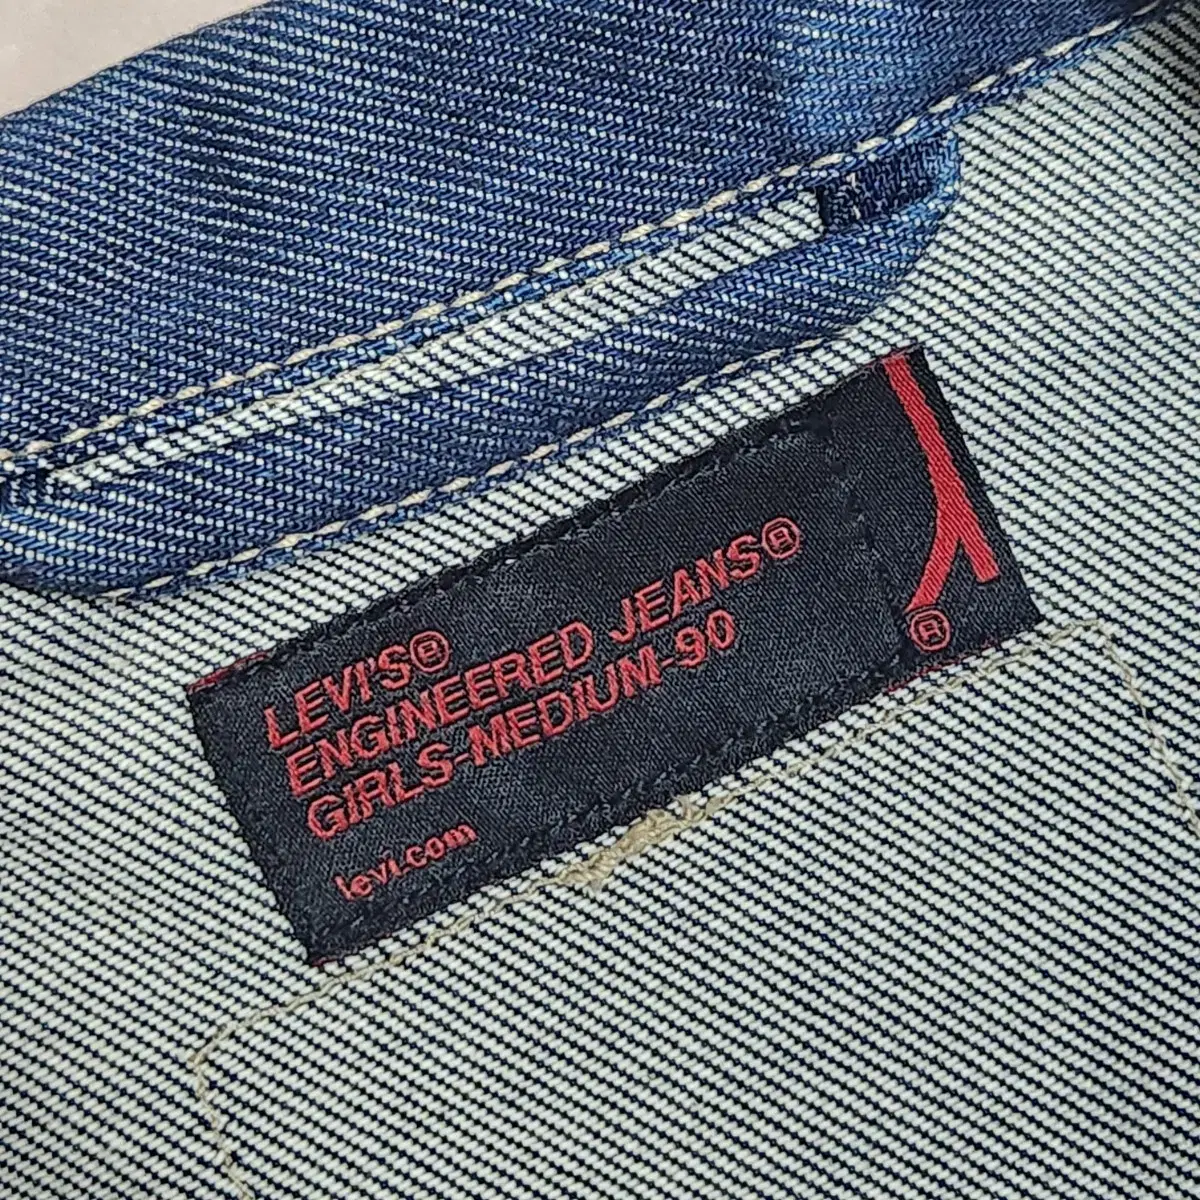 LEVI'S®
ENGINEERED JEANS®
GIRLS-MEDIUM-90
levi.com
®